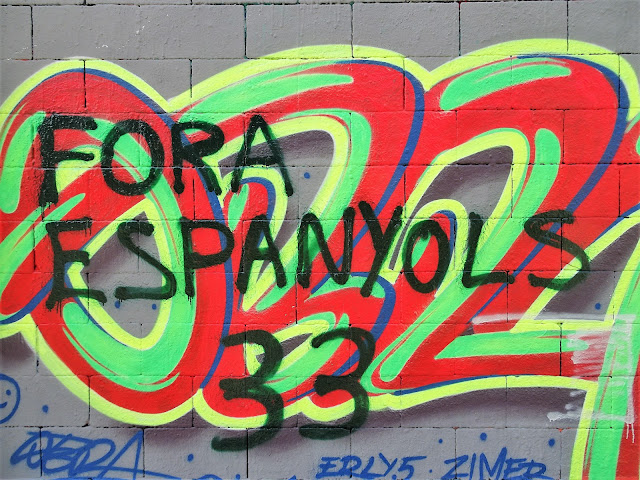 FORA
ESPANYOLS
33
ERLY5. ZIMER